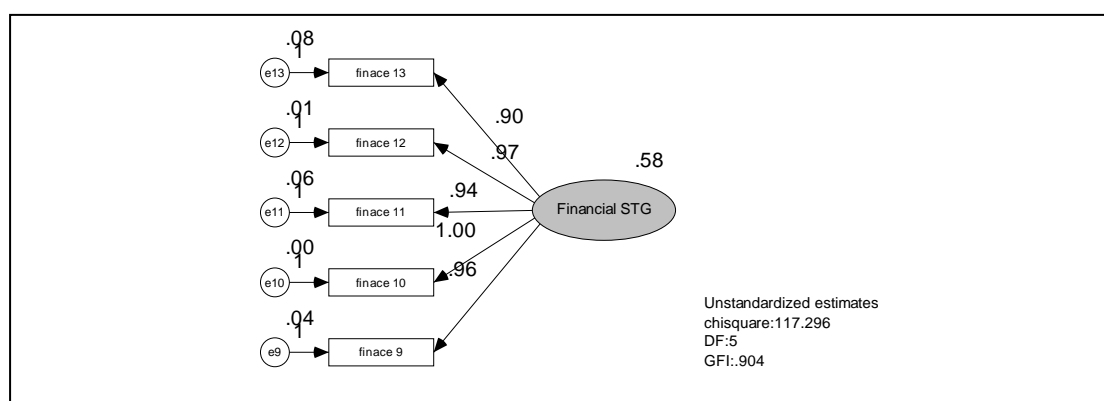 .08
1
e13
finace 13
.90
.01
1
e12
finace 12
.97
.58
.06
1
e11
finace 11
.94
Financial STG
.00
1
e10
finace 10
1.00
.04
1
e9
finace 9
.96
Unstandardized estimates
chisquare:117.296
DF:5
GFI:.904